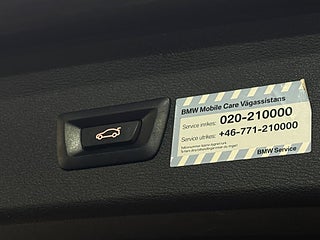 BMW Mobile Care Vägassistans
Service inrikes: 020-210000
Service utrikes: +46-771-210000
BMW Service